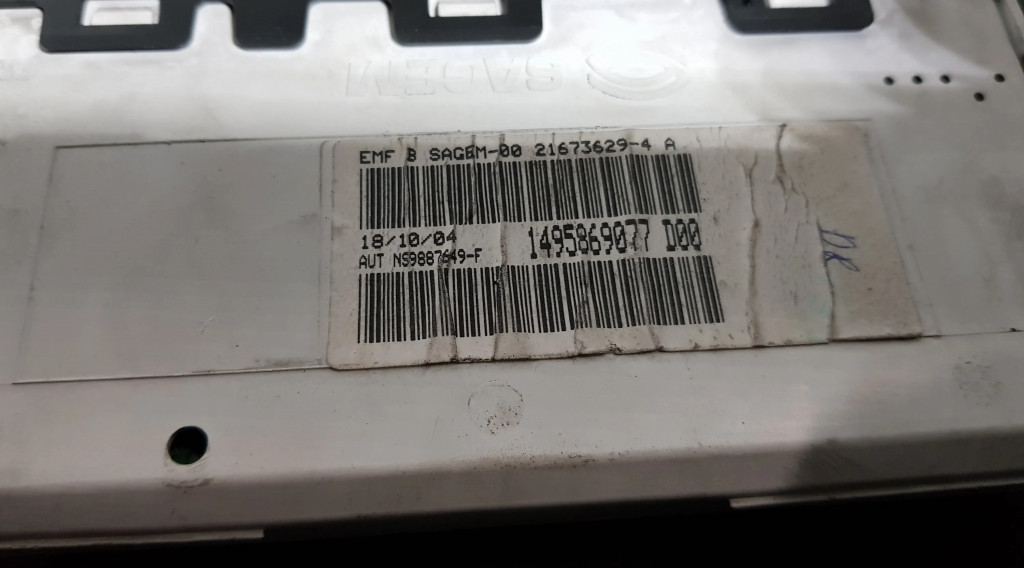 SAGEM
EMF B SAGEM-00 21673629-4 A
18/10/04
1495869077 D00
AUT NS9887649-F